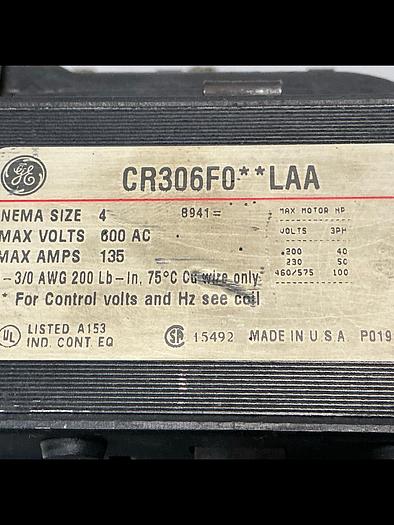 GE
CR306F0**LAA
NEMA SIZE 4 8941=
MAX VOLTS 600 AC
MAX AMPS 135
MAX MOTOR HP
VOLTS 3PH
200 40
230 50
460/575 100
-3/0 AWG 200 Lb-In, 75°C Cu wire only
* For Control volts and Hz see coil
UL LISTED A153
IND. CONT. EQ
SA 15492 MADE IN U S A P019